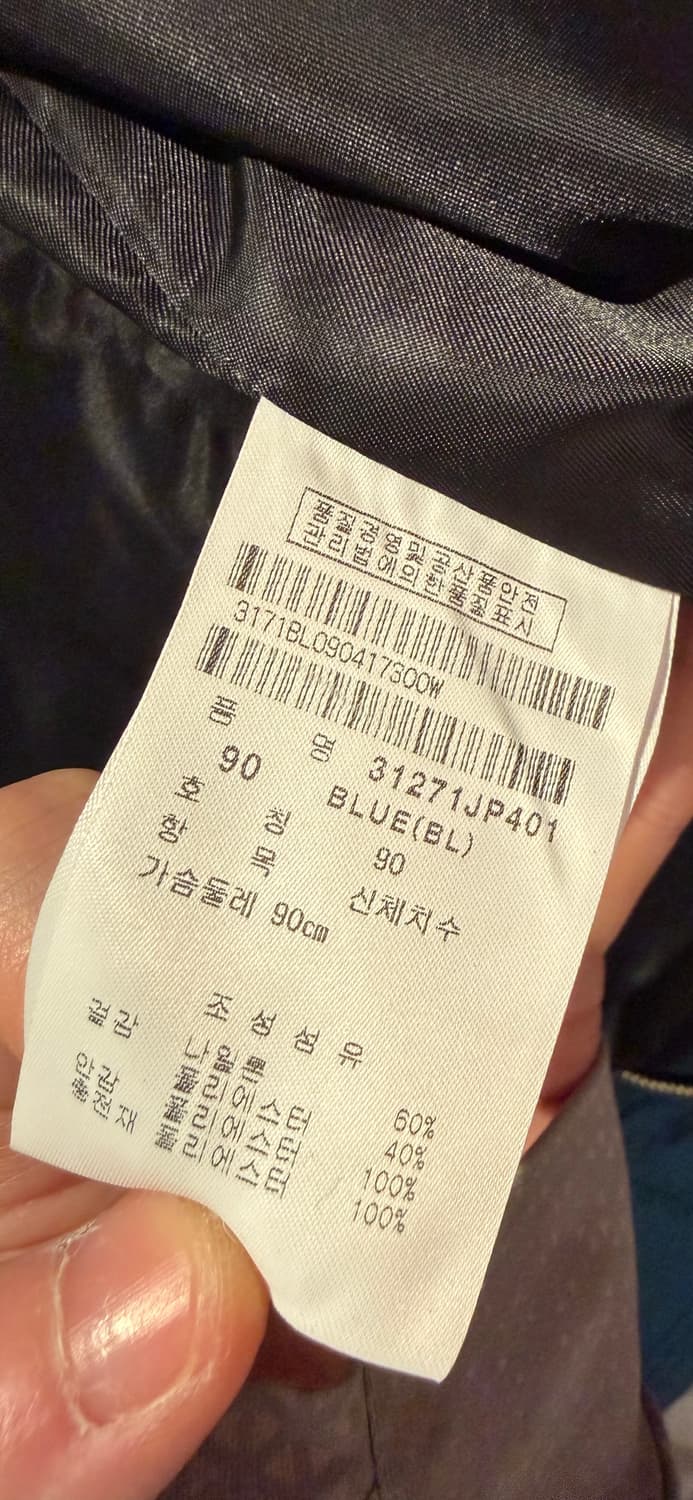 품질경영 및 공산품안전
관리법에 의한 품질표시
3171BL090417300W
품 명 31271JP401
90 BLUE(BL)
호 칭 90
항 목 신체치수
가슴둘레 90cm
조 성 섬 유
겉감 나일론 60%
폴리에스터 40%
안감 폴리에스터 100%
충전재 폴리에스터 100%